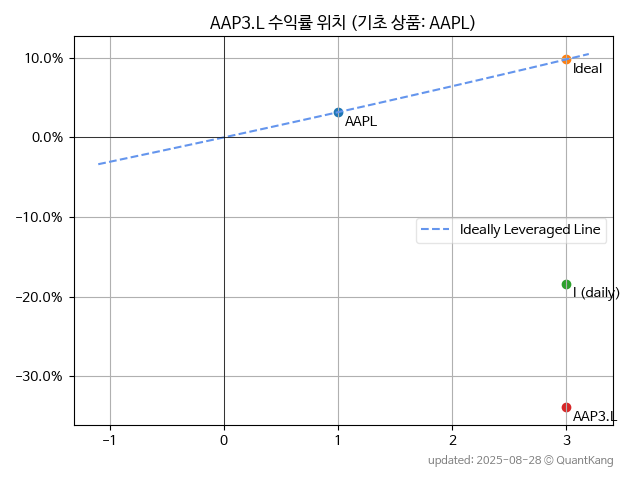 AAP3.L 수익률 위치 (기초 상품: AAPL)
10.0%
Ideal
AAPL
0.0%
−10.0%
Ideally Leveraged Line
−20.0%
I (daily)
−30.0%
AAP3.L
−1
0
1
2
3
updated: 2025-08-28 © QuantKang